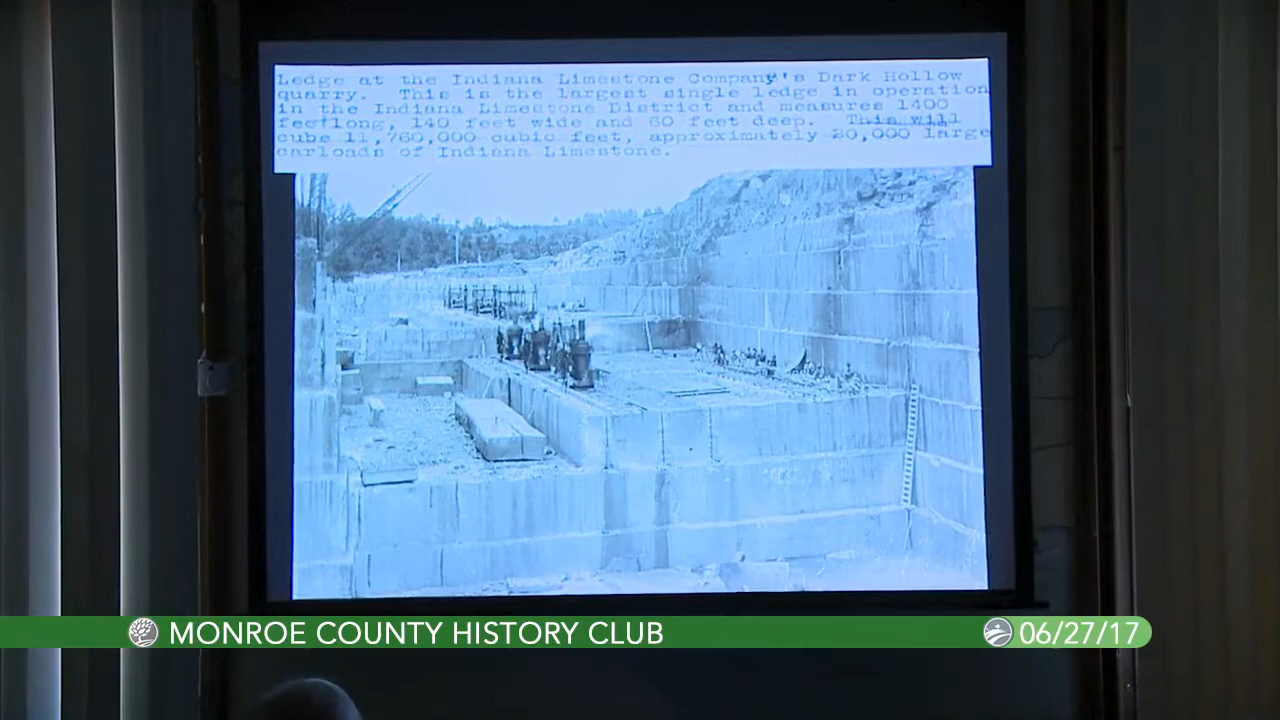 Ledge at the Indiana Limestone Company's Dark Hollow
quarry. This is the largest single ledge in operation
in the Indiana Limestone District and measures 1400
feet long, 140 feet wide and 60 feet deep. This will
cube 11,760,000 cubic feet, approximately 20,000 large
carloads of Indiana Limestone.
MONROE COUNTY HISTORY CLUB
06/27/17